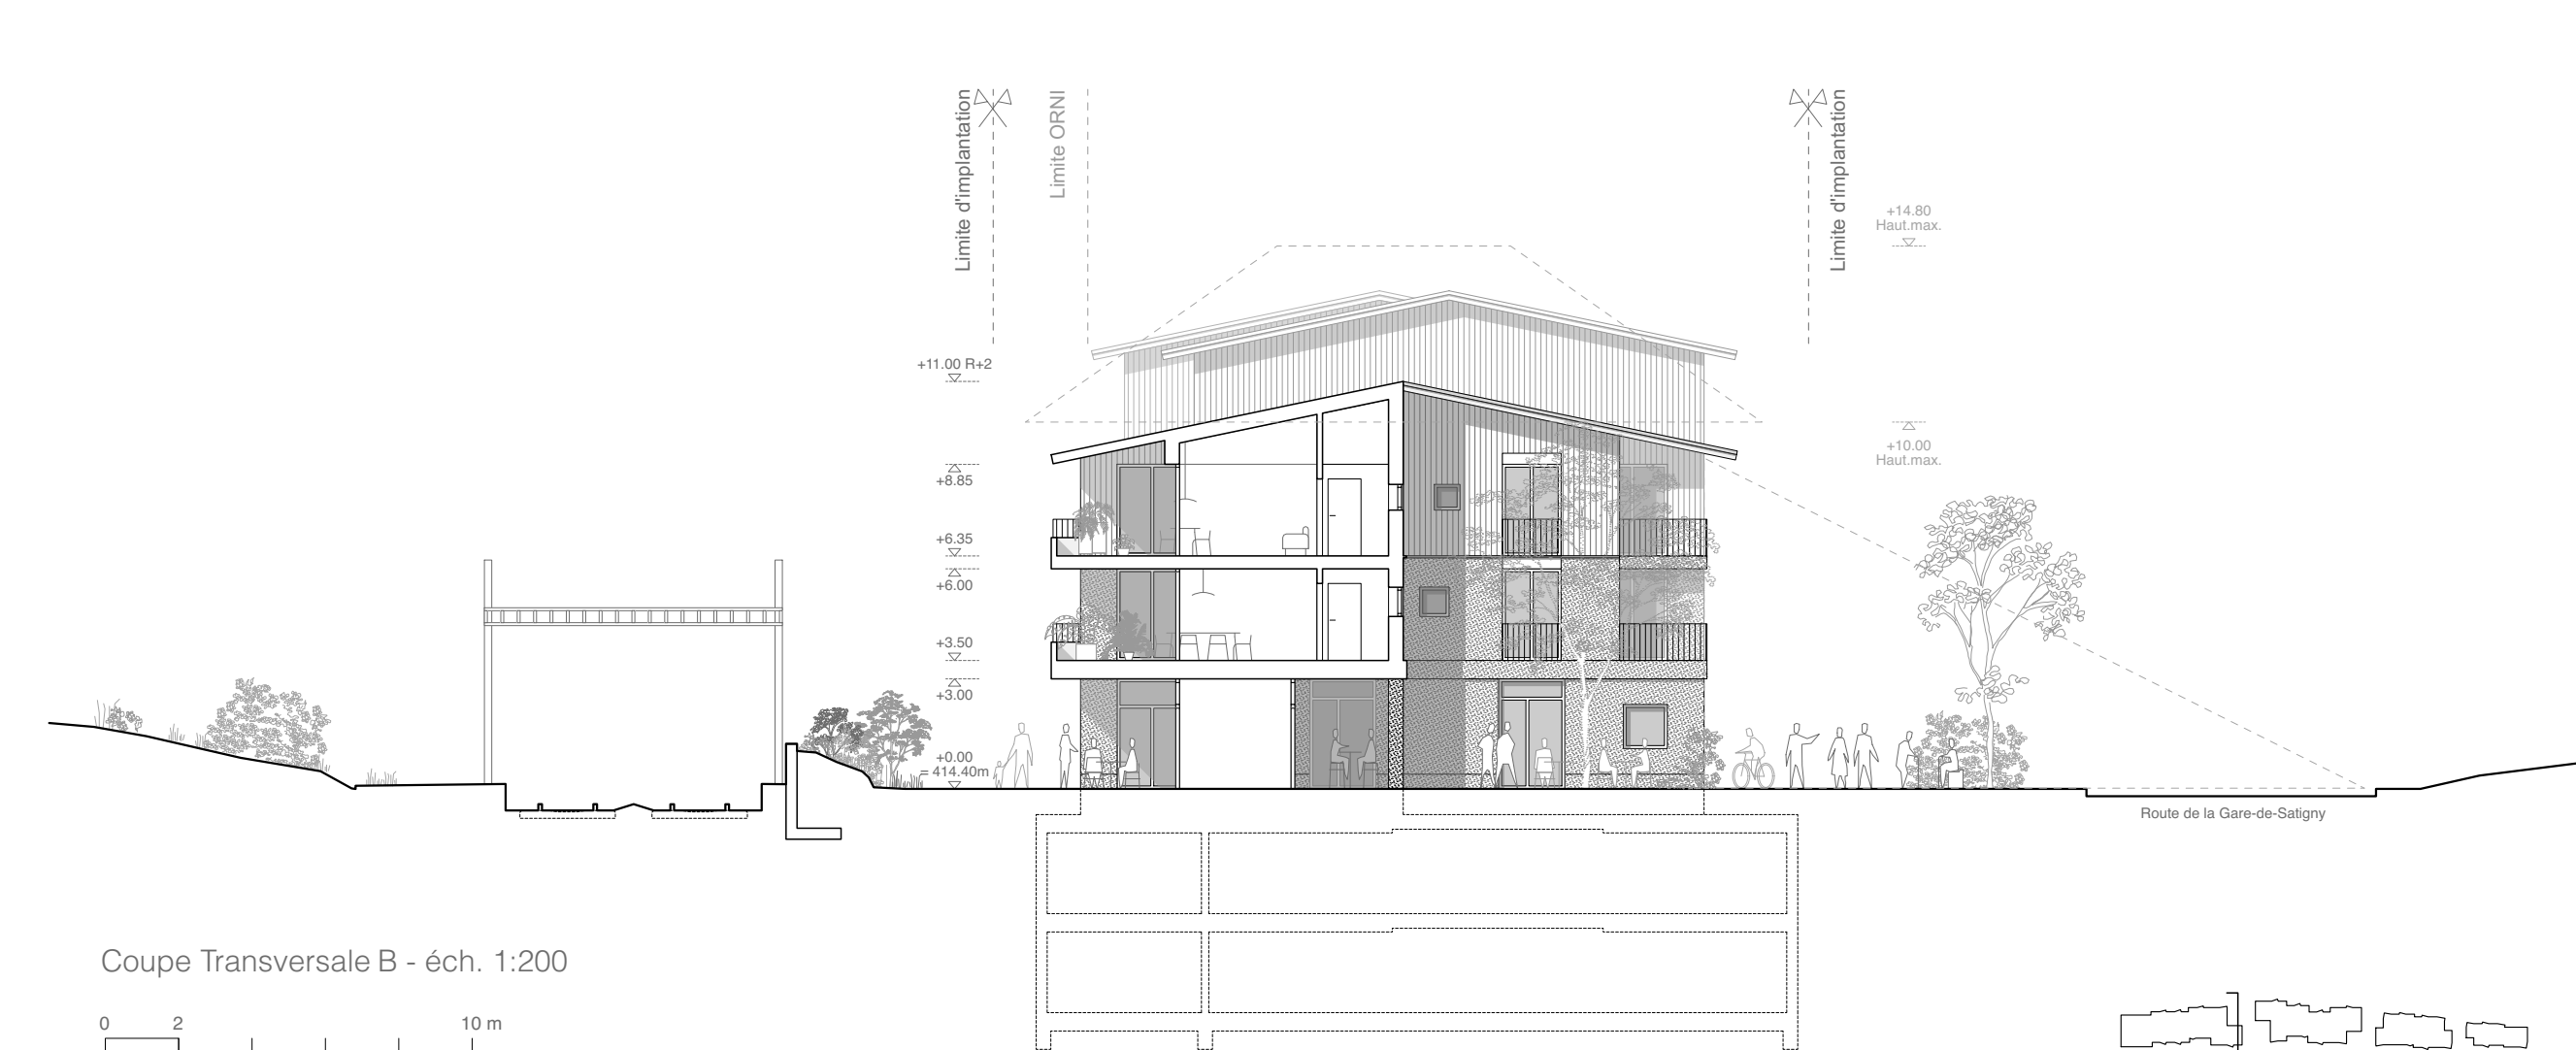 Limite d'implantation
Limite ORNI
Limite d'implantation
+14.80
Haut.max.
+11.00 R+2
+10.00
Haut.max.
+8.85
+6.35
+6.00
+3.50
+3.00
+0.00
= 414.40m
Route de la Gare-de-Satigny
Coupe Transversale B - éch. 1:200
0 2 10 m